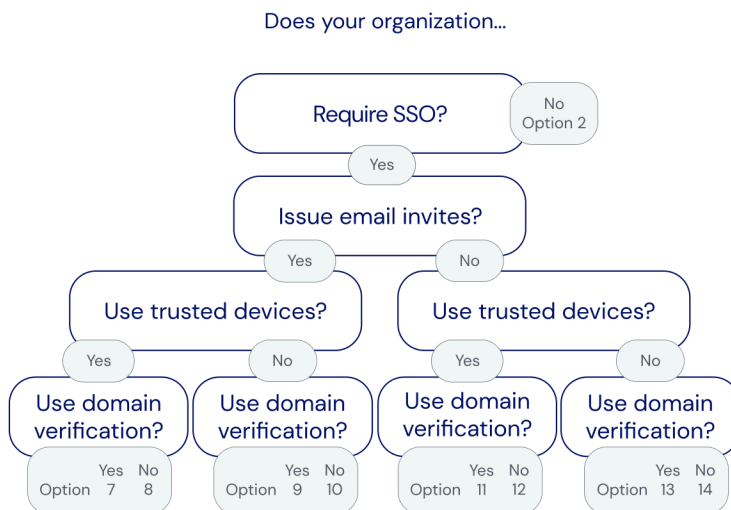 Does your organization...
Require SSO?
No
Option 2
Yes
Issue email invites?
Yes
No
Use trusted devices?
Use trusted devices?
Yes
No
Yes
No
Use domain
verification?
Use domain
verification?
Use domain
verification?
Use domain
verification?
Yes No
Option 7 8
Yes No
Option 9 10
Yes No
Option 11 12
Yes No
Option 13 14